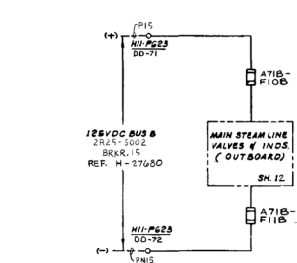 P15
(+)
H11-P623
DD-71
A71B-
F10B
125VDC BUS B
2R25-S002
BRKR. 15
REF. H-27680
MAIN STEAM LINE
VALVES & INDS.
(OUTBOARD)
SH. 12
A71B-
F11B
H11-P623
DD-72
(-)
PN15